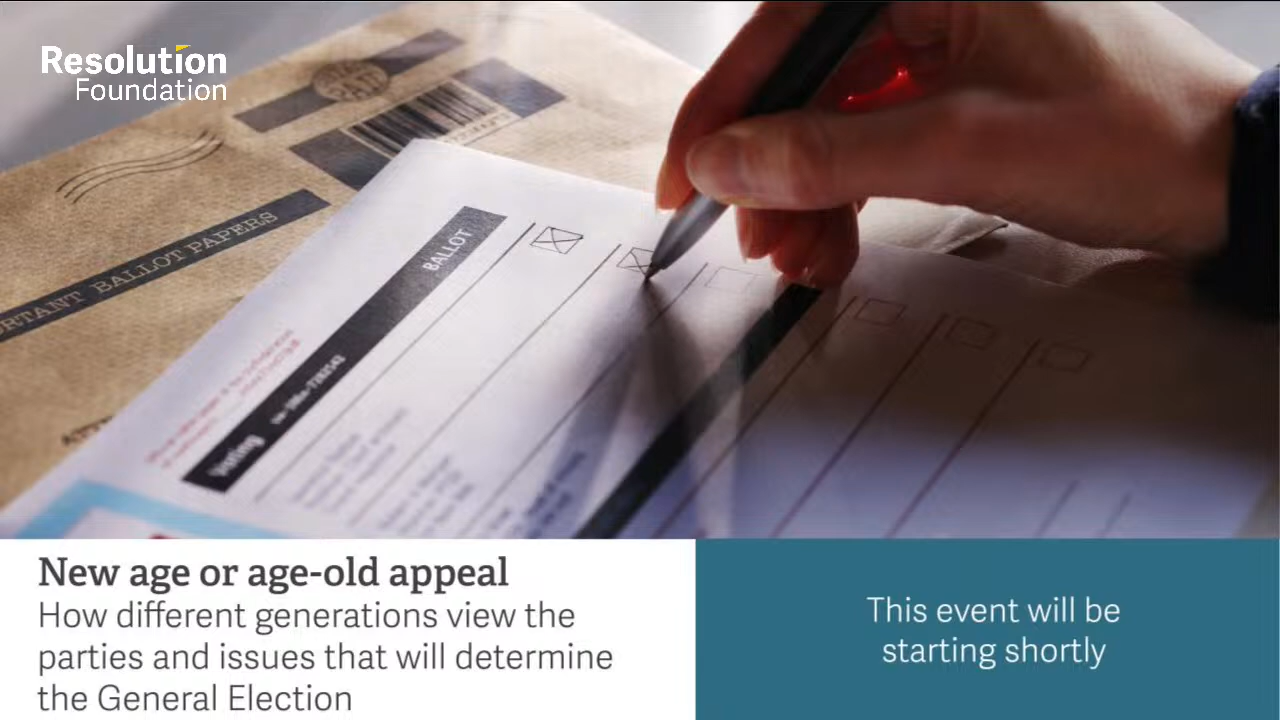 Resolution
Foundation
ORTANT BALLOT PAPERS
BALLOT
Voting
New age or age-old appeal
How different generations view the
parties and issues that will determine
the General Election
This event will be
starting shortly